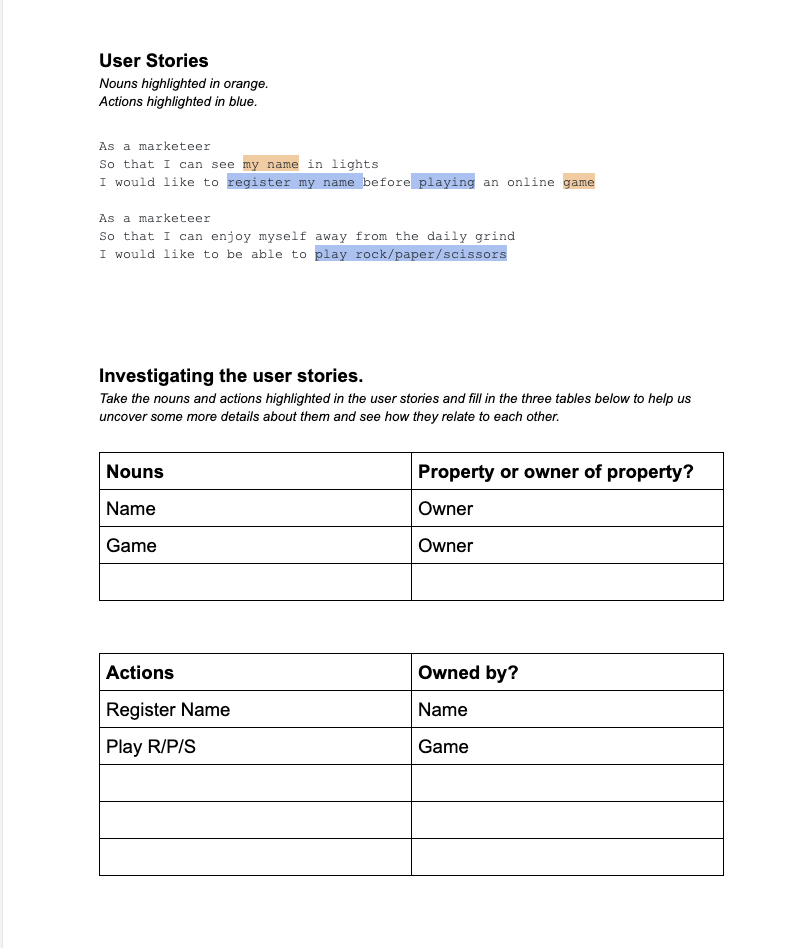 User Stories
Nouns highlighted in orange.
Actions highlighted in blue.
As a marketeer
So that I can see my name in lights
I would like to register my name before playing an online game
As a marketeer
So that I can enjoy myself away from the daily grind
I would like to be able to play rock/paper/scissors
Investigating the user stories.
Take the nouns and actions highlighted in the user stories and fill in the three tables below to help us
uncover some more details about them and see how they relate to each other.
Nouns Property or owner of property?
Name Owner
Game Owner
Actions Owned by?
Register Name Name
Play R/P/S Game